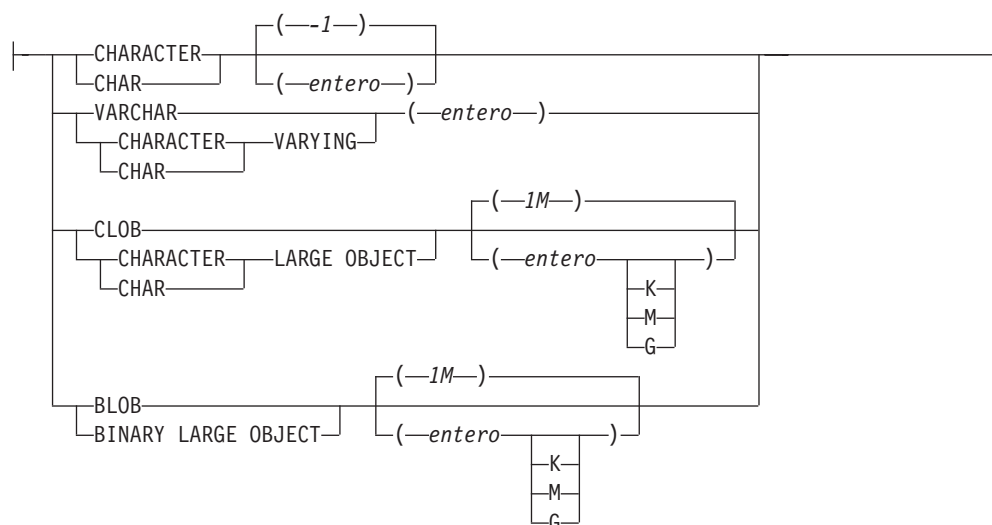 ( -1 )
CHARACTER
CHAR ( entero )
VARCHAR ( entero )
CHARACTER VARYING
CHAR
( 1M )
CLOB
CHARACTER LARGE OBJECT ( entero )
CHAR
K
M
G
( 1M )
BLOB
BINARY LARGE OBJECT ( entero )
K
M
G